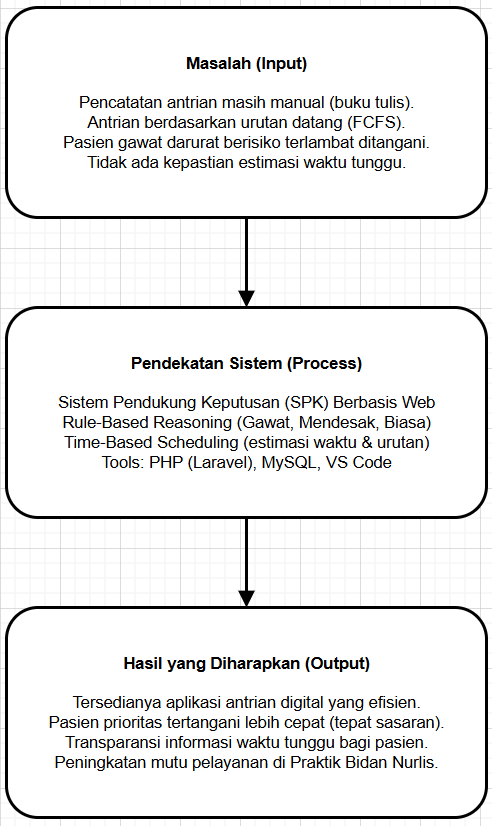 Masalah (Input)
Pencatatan antrian masih manual (buku tulis).
Antrian berdasarkan urutan datang (FCFS).
Pasien gawat darurat berisiko terlambat ditangani.
Tidak ada kepastian estimasi waktu tunggu.
Pendekatan Sistem (Process)
Sistem Pendukung Keputusan (SPK) Berbasis Web
Rule-Based Reasoning (Gawat, Mendesak, Biasa)
Time-Based Scheduling (estimasi waktu & urutan)
Tools: PHP (Laravel), MySQL, VS Code
Hasil yang Diharapkan (Output)
Tersedianya aplikasi antrian digital yang efisien.
Pasien prioritas tertangani lebih cepat (tepat sasaran).
Transparansi informasi waktu tunggu bagi pasien.
Peningkatan mutu pelayanan di Praktik Bidan Nurlis.